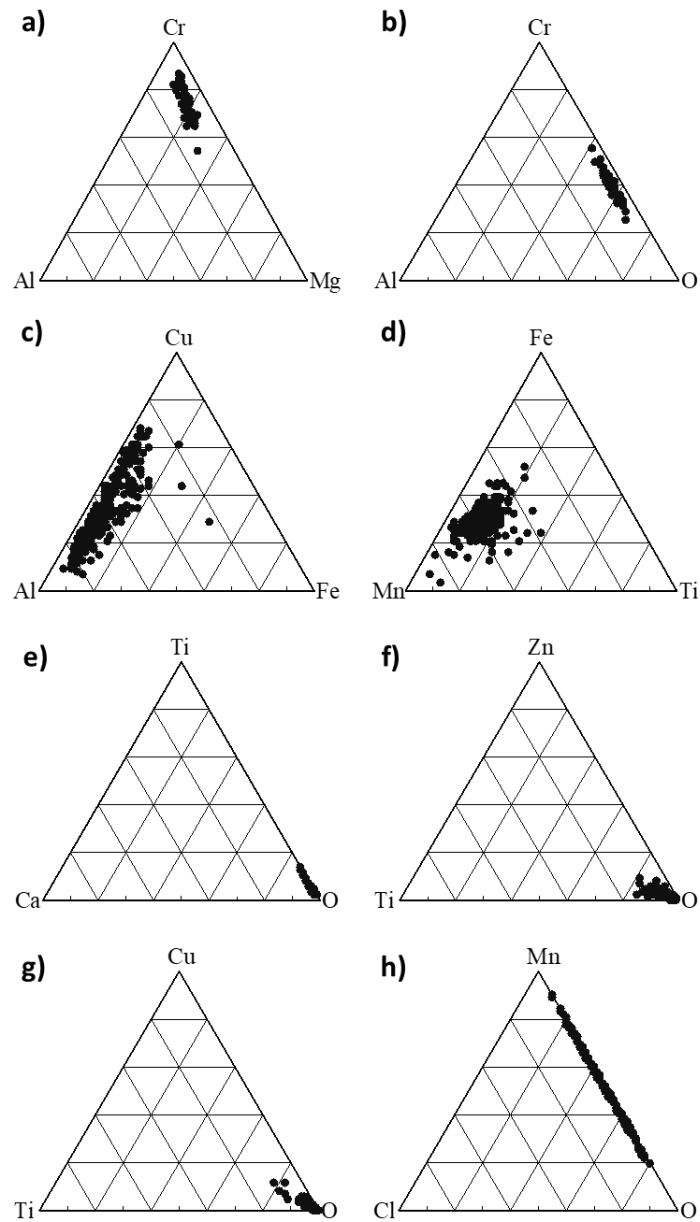 a)
Cr
Al
Mg
b)
Cr
Al
O
c)
Cu
Al
Fe
d)
Fe
Mn
Ti
e)
Ti
Ca
O
f)
Zn
Ti
O
g)
Cu
Ti
O
h)
Mn
Cl
O